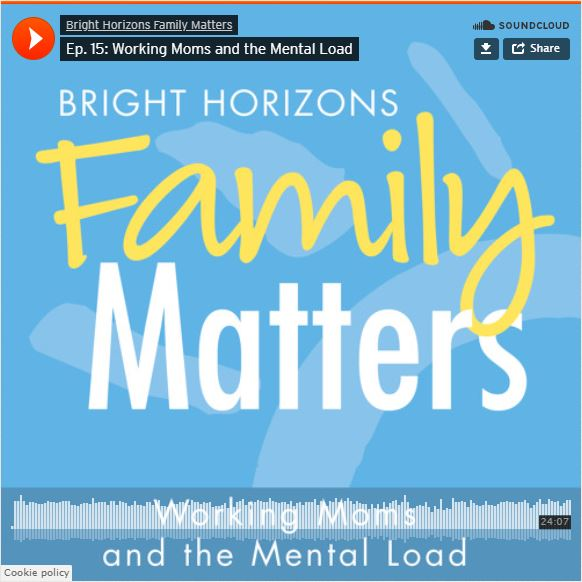 Bright Horizons Family Matters
Ep. 15: Working Moms and the Mental Load
SOUNDCLOUD
Share
BRIGHT HORIZONS
Family
Matters
Working Moms
and the Mental Load
24:07
Cookie policy